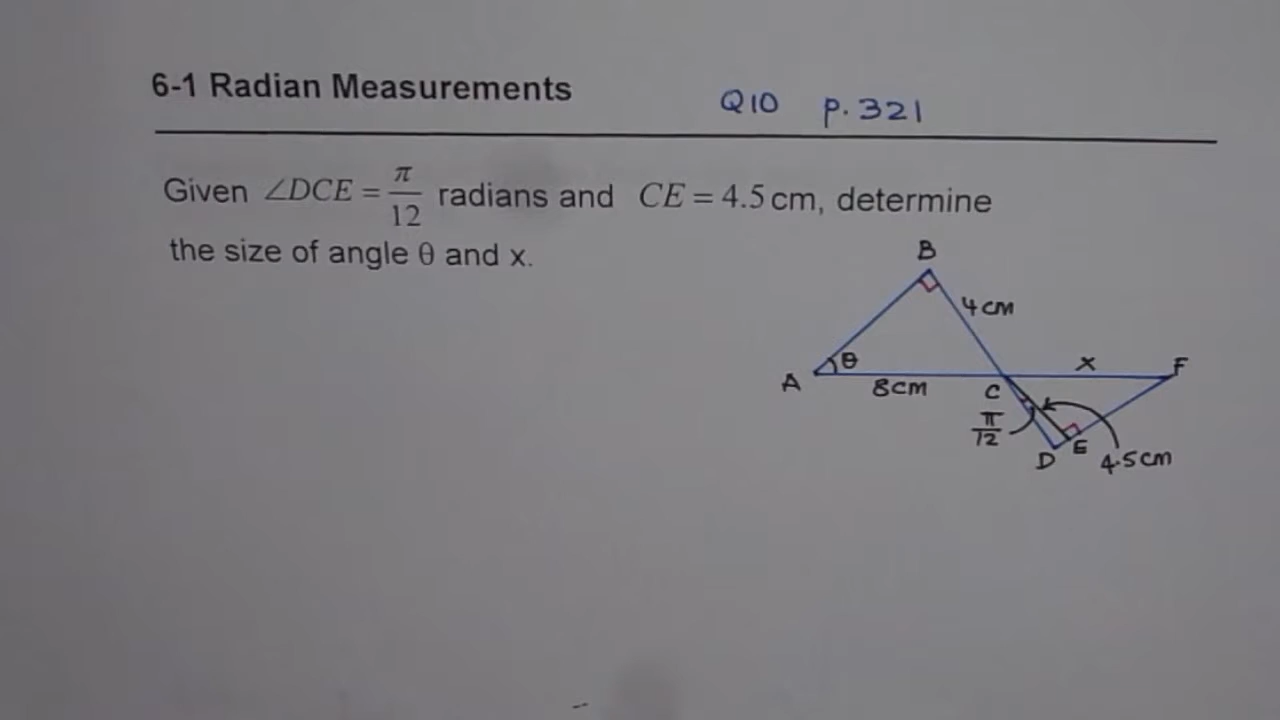 6-1 Radian Measurements Q10 p. 321
Given ∠DCE = π/12 radians and CE = 4.5 cm, determine
the size of angle θ and x.
B
4cm
A θ 8cm C x F
π/12
D E 4.5cm